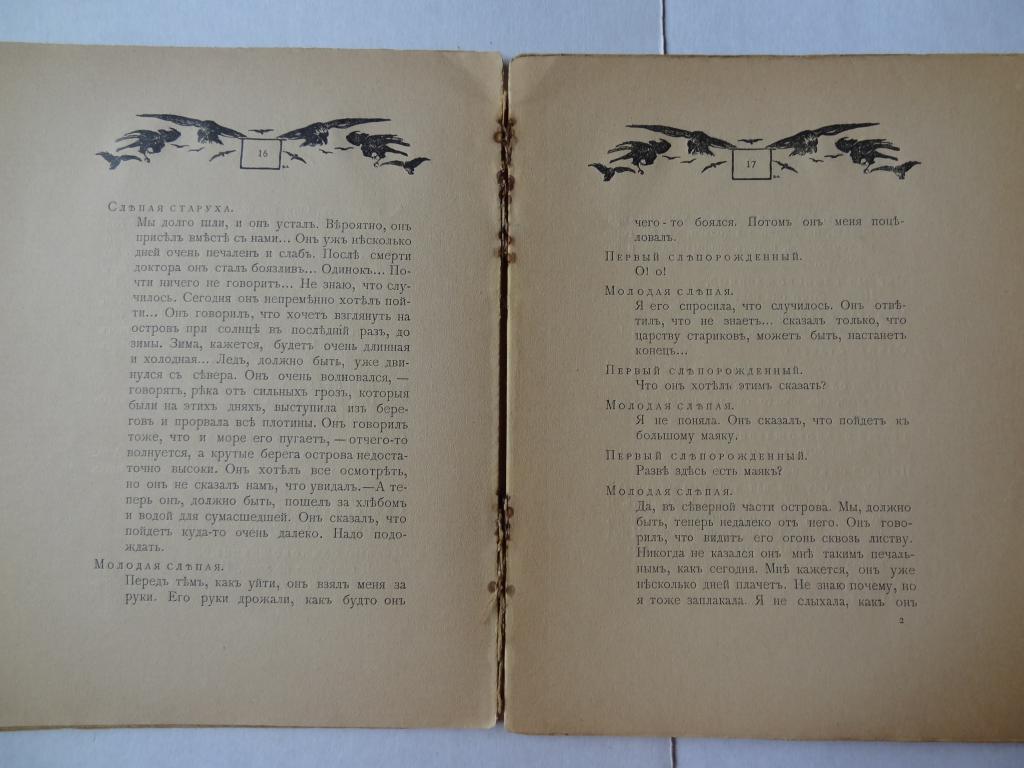 16
Слѣпая старуха.
Мы долго шли, и онъ усталъ. Вѣроятно, онъ
присѣлъ вмѣстѣ съ нами... Онъ ужъ нѣсколько
дней очень печаленъ и слабъ. Послѣ смерти
доктора онъ сталъ боязливъ... Одинокъ... По-
чти ничего не говоритъ... Не знаю, что слу-
чилось. Сегодня онъ непремѣнно хотѣлъ пой-
ти... Онъ говорилъ, что хочетъ взглянуть на
островъ при солнцѣ въ послѣдній разъ, до
зимы. Зима, кажется, будетъ очень длинная
и холодная... Ледъ, должно быть, уже дви-
нулся съ сѣвера. Онъ очень волновался, —
говорятъ, рѣка отъ сильныхъ грозъ, которыя
были на этихъ дняхъ, выступила изъ бере-
говъ и прорвала всѣ плотины. Онъ говорилъ
тоже, что и море его пугаетъ, — отчего-то
волнуется, а крутые берега острова недоста-
точно высоки. Онъ хотѣлъ все осмотрѣть,
но онъ не сказалъ намъ, что увидалъ.—А те-
перь онъ, должно быть, пошелъ за хлѣбомъ
и водой для сумасшедшей. Онъ сказалъ, что
пойдетъ куда-то очень далеко. Надо подо-
ждать.
Молодая слѣпая.
Передъ тѣмъ, какъ уйти, онъ взялъ меня за
руки. Его руки дрожали, какъ будто онъ
17
чего-то боялся. Потомъ онъ меня поцѣ-
ловалъ.
Первый слѣпорожденный.
О! о!
Молодая слѣпая.
Я его спросила, что случилось. Онъ отвѣ-
тилъ, что не знаетъ... сказалъ только, что
царству стариковъ, можетъ быть, настанетъ
конецъ...
Первый слѣпорожденный.
Что онъ хотѣлъ этимъ сказать?
Молодая слѣпая.
Я не поняла. Онъ сказалъ, что пойдетъ къ
большому маяку.
Первый слѣпорожденный.
Развѣ здѣсь есть маякъ?
Молодая слѣпая.
Да, въ сѣверной части острова. Мы, должно
быть, теперь недалеко отъ него. Онъ гово-
рилъ, что видитъ его огонь сквозь листву.
Никогда не казался онъ мнѣ такимъ печаль-
нымъ, какъ сегодня. Мнѣ кажется, онъ уже
нѣсколько дней плачетъ. Не знаю почему, но
я тоже заплакала. Я не слыхала, какъ онъ
2